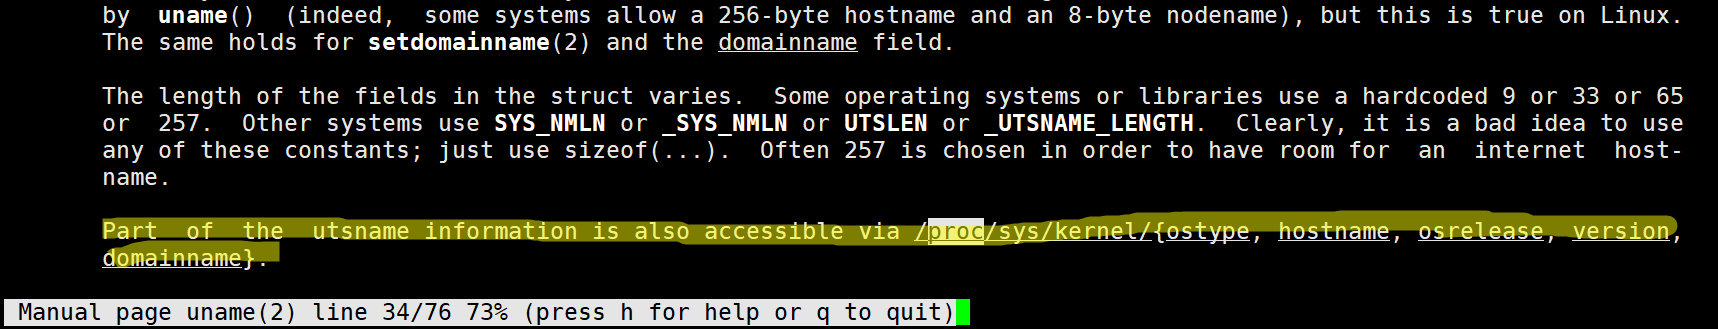 by uname() (indeed, some systems allow a 256-byte hostname and an 8-byte nodename), but this is true on Linux.
The same holds for setdomainname(2) and the domainname field.
The length of the fields in the struct varies. Some operating systems or libraries use a hardcoded 9 or 33 or 65
or 257. Other systems use SYS_NMLN or _SYS_NMLN or UTSLEN or _UTSNAME_LENGTH. Clearly, it is a bad idea to use
any of these constants; just use sizeof(...). Often 257 is chosen in order to have room for an internet host-
name.
Part of the utsname information is also accessible via /proc/sys/kernel/{ostype, hostname, osrelease, version,
domainname}.
Manual page uname(2) line 34/76 73% (press h for help or q to quit)